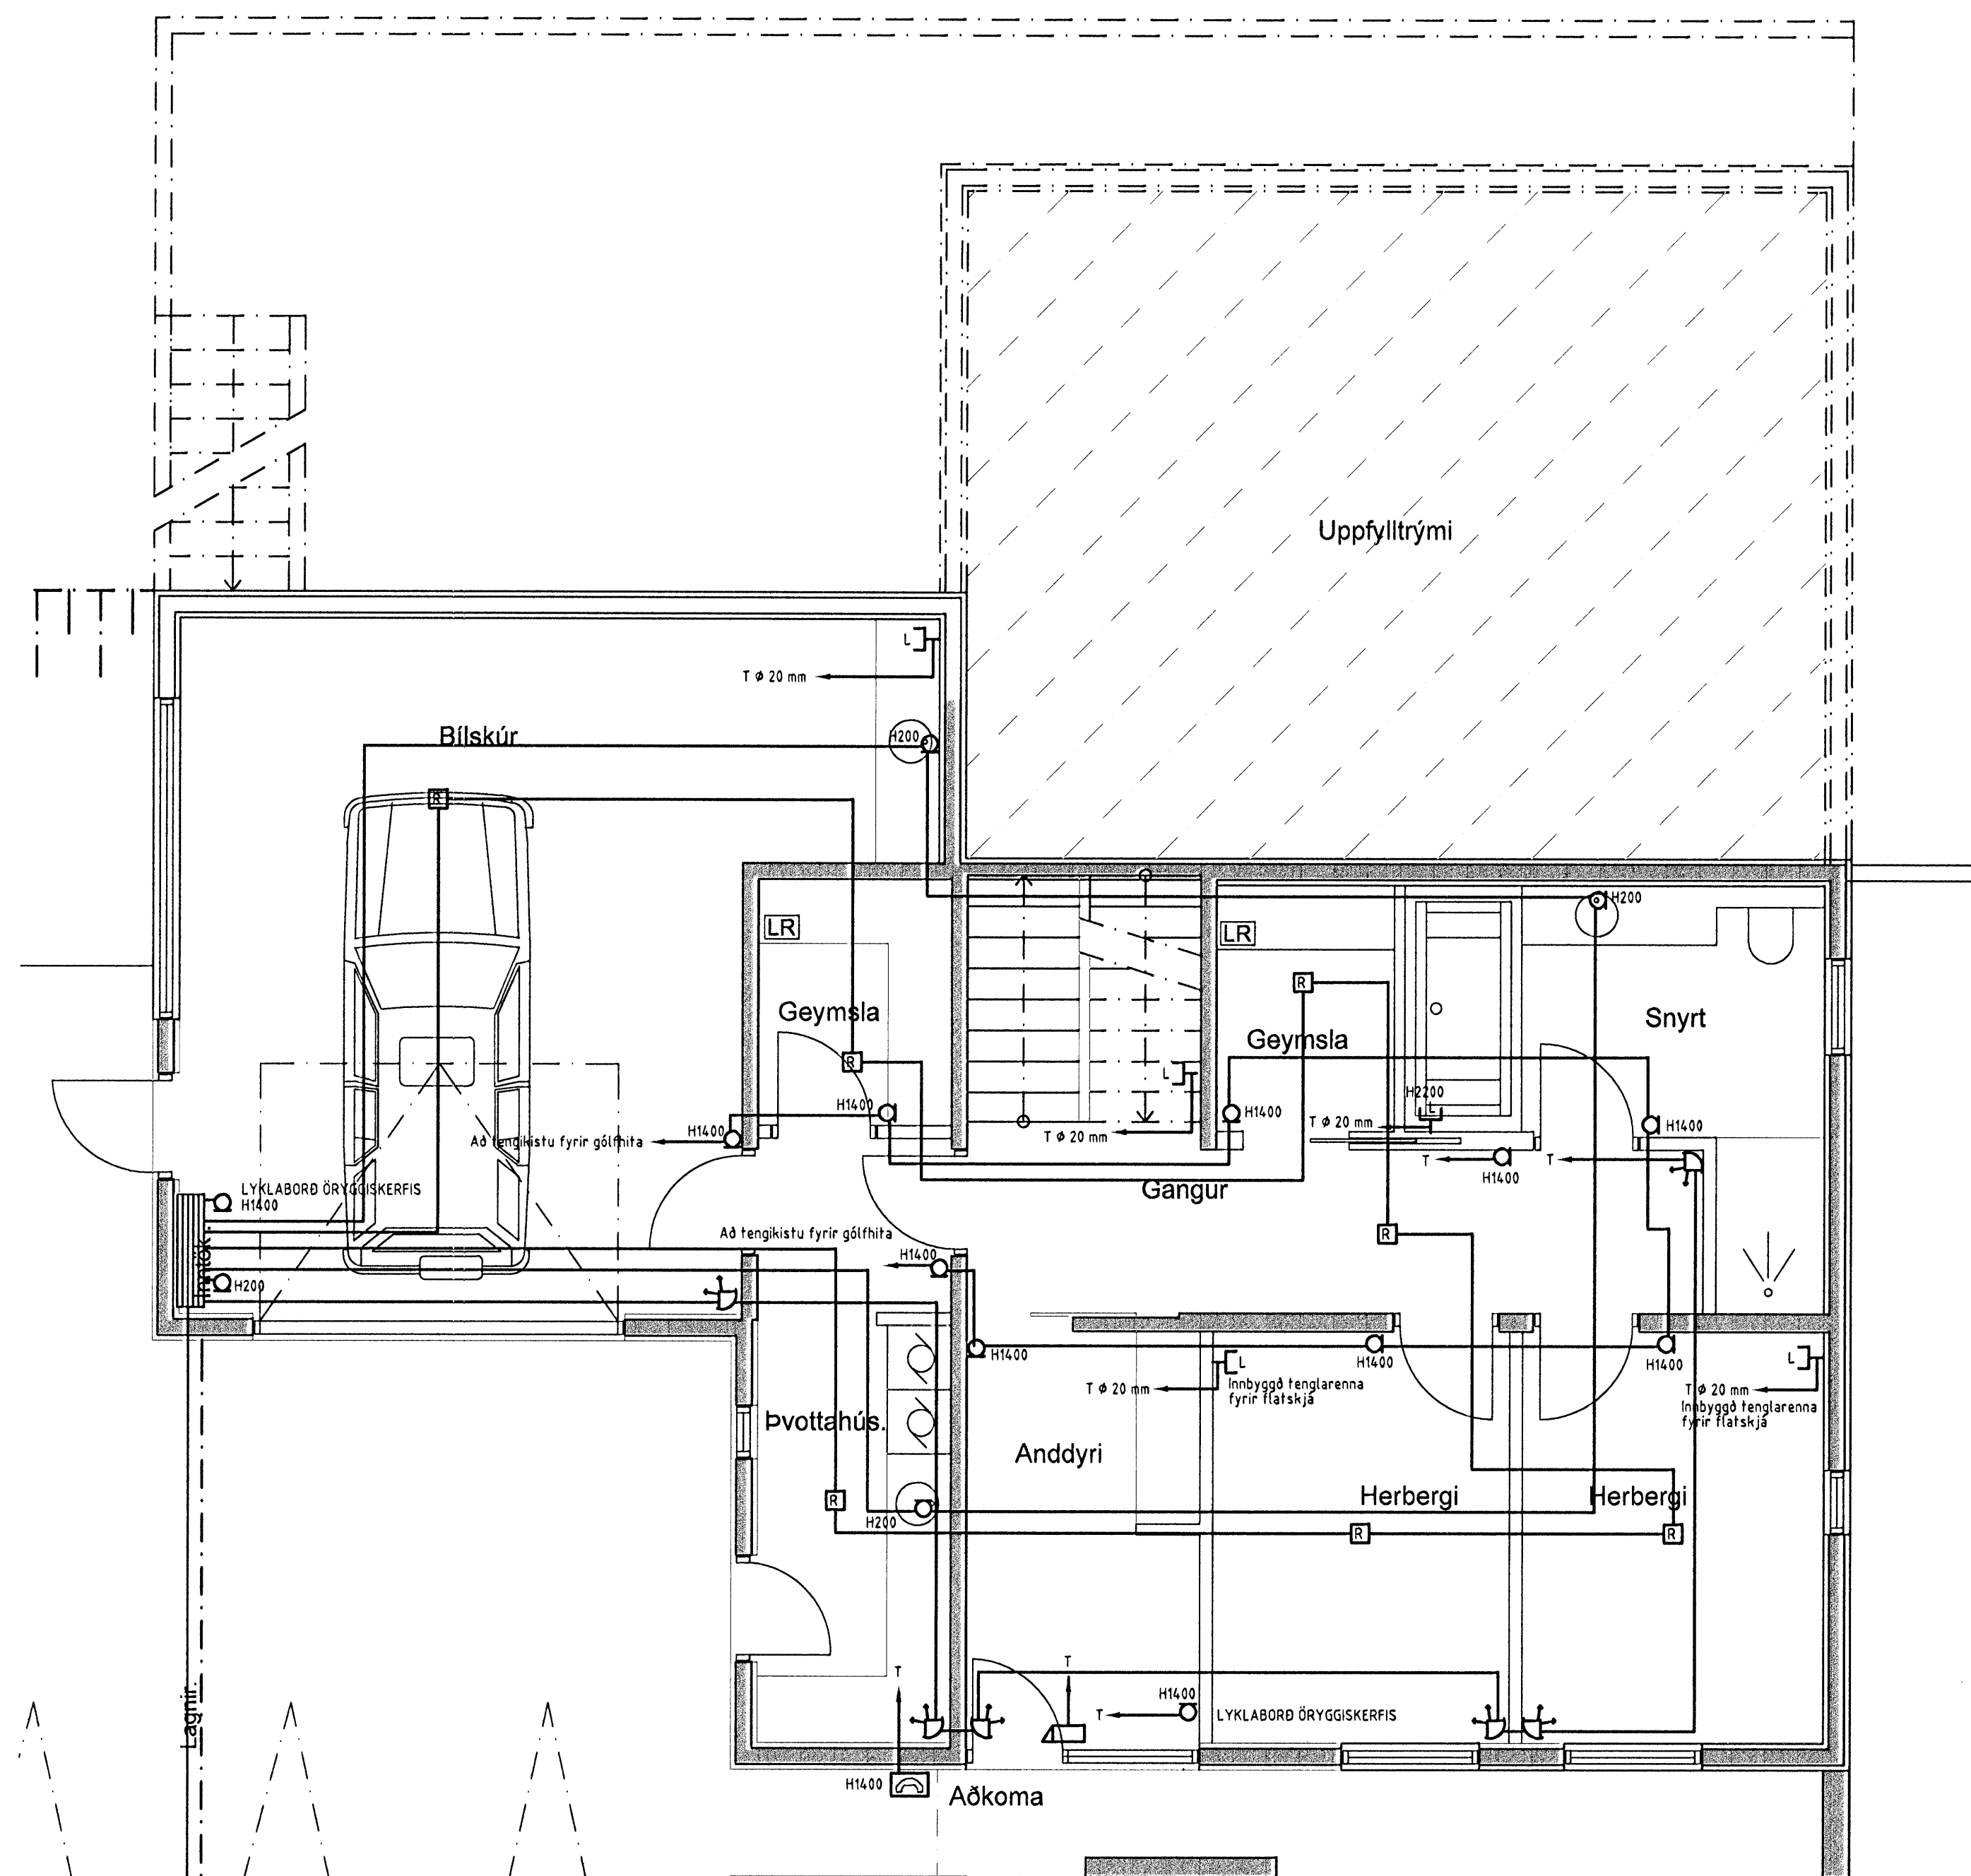 Uppfylltrými
L
T ø 20 mm
Bílskúr
H200
R
H200
LR
LR
R
Geymsla
Snyrt
Geymsla
R
L
H2200
L
H1400
H1400
H1400
H1400
T ø 20 mm
T ø 20 mm
Að tengikistu fyrir gólfhita
T
T
H1400
LYKLABORÐ ÖRYGGISKERFIS
H1400
Gangur
Að tengikistu fyrir gólfhita
R
H1400
H200
H1400
H1400
H1400
L
L
T ø 20 mm
Innbyggð tenglarenna
fyrir flatskjá
T ø 20 mm
Innbyggð tenglarenna
fyrir flatskjá
Þvottahús.
Anddyri
Herbergi
Herbergi
R
H200
R
R
T
T
H1400
T
LYKLABORÐ ÖRYGGISKERFIS
Lagnir.
H1400
Aðkoma